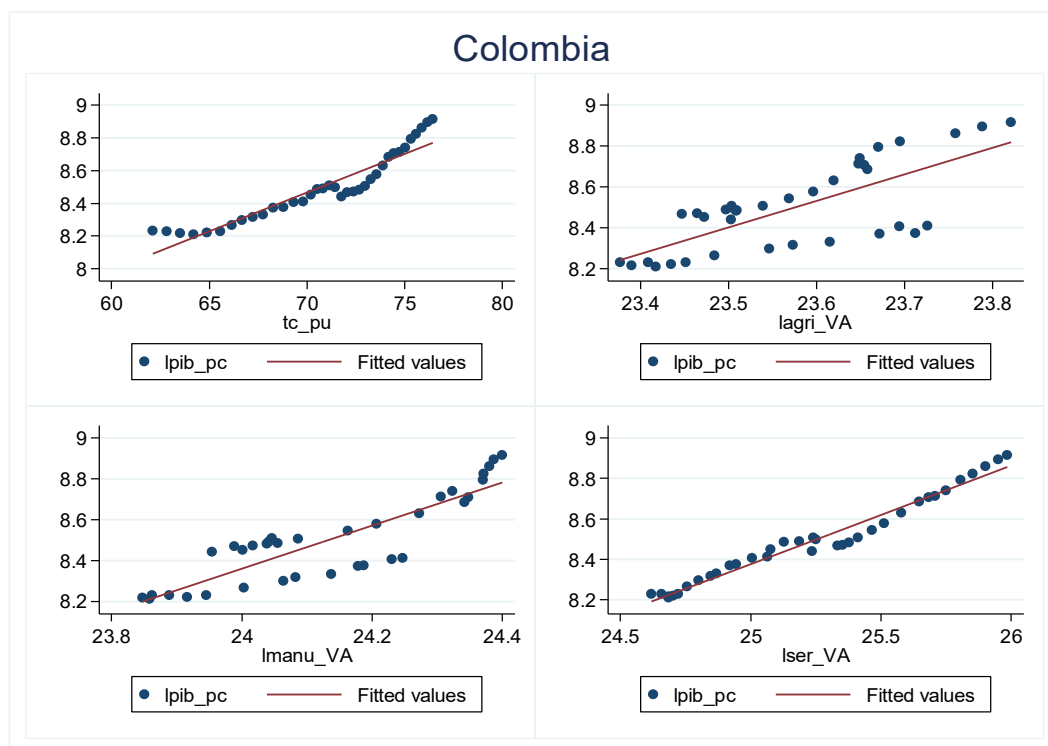 Colombia
9
8.8
8.6
8.4
8.2
8
60 65 70 75 80
tc_pu
lpib_pc Fitted values
9
8.8
8.6
8.4
8.2
23.4 23.5 23.6 23.7 23.8
lagri_VA
lpib_pc Fitted values
9
8.8
8.6
8.4
8.2
23.8 24 24.2 24.4
lmanu_VA
lpib_pc Fitted values
9
8.8
8.6
8.4
8.2
24.5 25 25.5 26
lser_VA
lpib_pc Fitted values